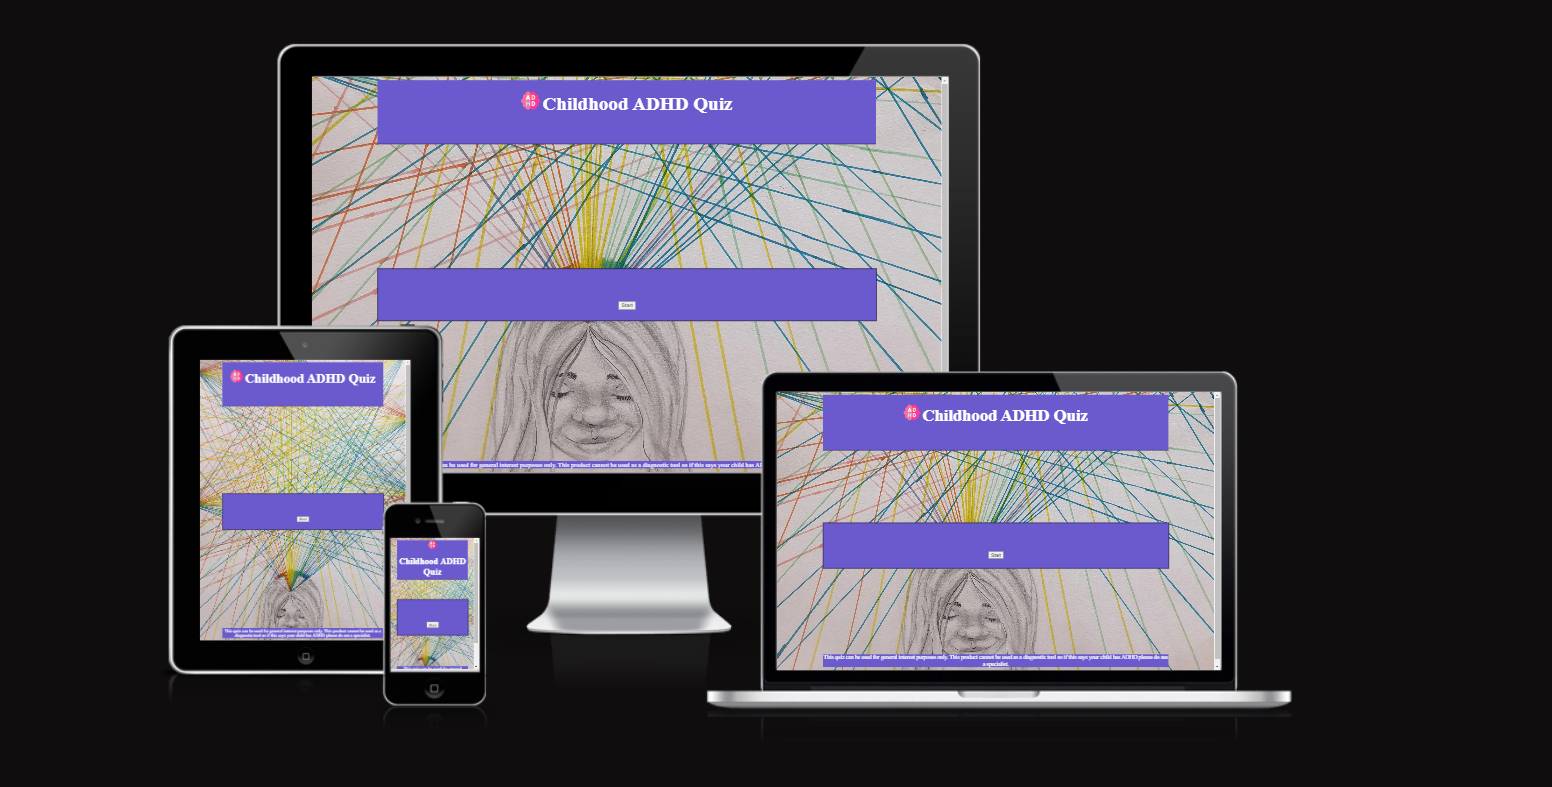 AD
HD
Childhood ADHD Quiz
Start
be used for general interest purposes only. This product cannot be used as a diagnostic tool so if this says your child has
Childhood ADHD Quiz
This quiz can be used for general interest purposes only. This product cannot be used as a
diagnostic tool so if this says your child has ADHD please do see a specialist.
Childhood ADHD
Quiz
AD
HD
Childhood ADHD Quiz
Start
This quiz can be used for general interest purposes only. This product cannot be used as a diagnostic tool so if this says your child has ADHD please do see
a specialist.